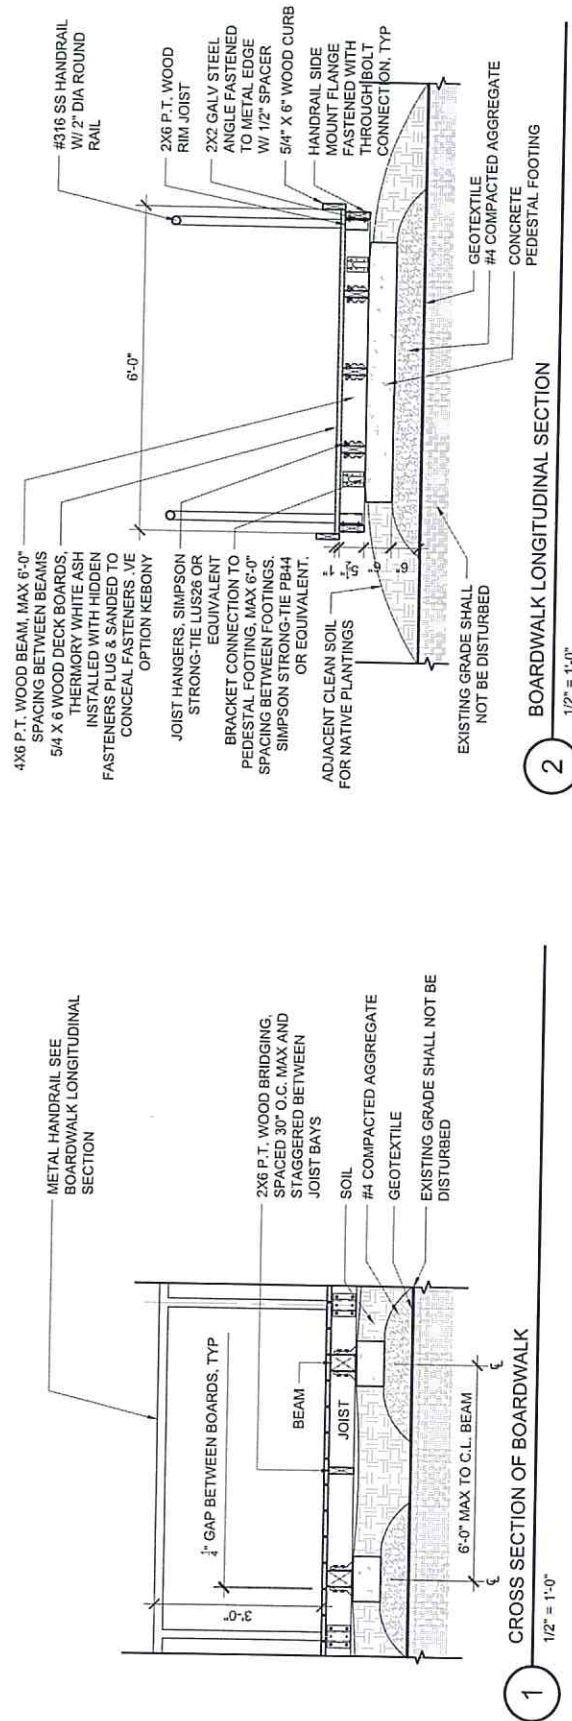 METAL HANDRAIL SEE
BOARDWALK LONGITUDINAL
SECTION
1/4" GAP BETWEEN BOARDS, TYP
3'-0"
BEAM
JOIST
2X6 P.T. WOOD BRIDGING,
SPACED 30" O.C. MAX AND
STAGGERED BETWEEN
JOIST BAYS
SOIL
#4 COMPACTED AGGREGATE
GEOTEXTILE
EXISTING GRADE SHALL NOT BE
DISTURBED
6'-0" MAX TO C.L. BEAM
1
CROSS SECTION OF BOARDWALK
1/2" = 1'-0"
4X6 P.T. WOOD BEAM, MAX 6'-0"
SPACING BETWEEN BEAMS
5/4 X 6 WOOD DECK BOARDS,
THERMORY WHITE ASH
INSTALLED WITH HIDDEN
FASTENERS PLUG & SANDED TO
CONCEAL FASTENERS .VE
OPTION KEBONY
JOIST HANGERS, SIMPSON
STRONG-TIE LUS26 OR
EQUIVALENT
BRACKET CONNECTION TO
PEDESTAL FOOTING, MAX 6'-0"
SPACING BETWEEN FOOTINGS.
SIMPSON STRONG-TIE PB44
OR EQUIVALENT.
ADJACENT CLEAN SOIL
FOR NATIVE PLANTINGS
EXISTING GRADE SHALL
NOT BE DISTURBED
6'-0"
1"
5 1/2"
6"
6"
#316 SS HANDRAIL
W/ 2" DIA ROUND
RAIL
2X6 P.T. WOOD
RIM JOIST
2X2 GALV STEEL
ANGLE FASTENED
TO METAL EDGE
W/ 1/2" SPACER
5/4" X 6" WOOD CURB
HANDRAIL SIDE
MOUNT FLANGE
FASTENED WITH
THROUGH BOLT
CONNECTION, TYP
GEOTEXTILE
#4 COMPACTED AGGREGATE
CONCRETE
PEDESTAL FOOTING
2
BOARDWALK LONGITUDINAL SECTION
1/2" = 1'-0"